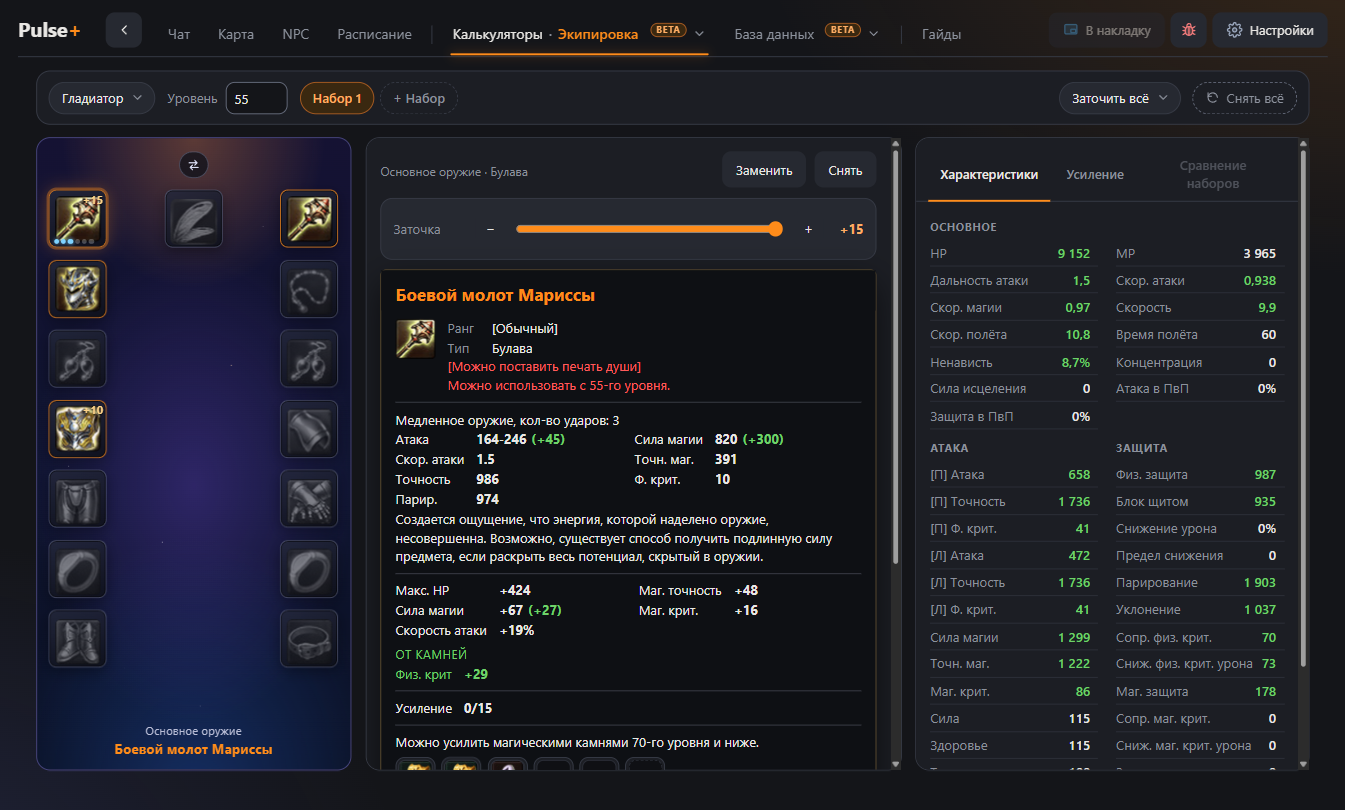 Pulse+
Чат
Карта
NPC
Расписание
Калькуляторы · Экипировка BETA
База данных BETA
Гайды
В накладку
Настройки
Гладиатор
Уровень 55
Набор 1
+ Набор
Заточить всё
Снять всё
+15
+10
Основное оружие
Боевой молот Мариссы
Основное оружие · Булава
Заменить
Снять
Заточка − + +15
Боевой молот Мариссы
Ранг [Обычный]
Тип Булава
[Можно поставить печать души]
Можно использовать с 55-го уровня.
Медленное оружие, кол-во ударов: 3
Атака 164-246 (+45) Сила магии 820 (+300)
Скор. атаки 1.5 Точн. маг. 391
Точность 986 Ф. крит. 10
Парир. 974
Создается ощущение, что энергия, которой наделено оружие,
несовершенна. Возможно, существует способ получить подлинную силу
предмета, если раскрыть весь потенциал, скрытый в оружии.
Макс. HP +424 Маг. точность +48
Сила магии +67 (+27) Маг. крит. +16
Скорость атаки +19%
ОТ КАМНЕЙ
Физ. крит +29
Усиление 0/15
Можно усилить магическими камнями 70-го уровня и ниже.
Характеристики
Усиление
Сравнение
наборов
ОСНОВНОЕ
HP 9 152 MP 3 965
Дальность атаки 1,5 Скор. атаки 0,938
Скор. магии 0,97 Скорость 9,9
Скор. полёта 10,8 Время полёта 60
Ненависть 8,7% Концентрация 0
Сила исцеления 0 Атака в ПвП 0%
Защита в ПвП 0%
АТАКА ЗАЩИТА
[П] Атака 658 Физ. защита 987
[П] Точность 1 736 Блок щитом 935
[П] Ф. крит. 41 Снижение урона 0%
[Л] Атака 472 Предел снижения 0
[Л] Точность 1 736 Парирование 1 903
[Л] Ф. крит. 41 Уклонение 1 037
Сила магии 1 299 Сопр. физ. крит. 70
Точн. маг. 1 222 Сниж. физ. крит. урона 73
Маг. крит. 86 Маг. защита 178
Сила 115 Сопр. маг. крит. 0
Здоровье 115 Сниж. маг. крит. урона 0